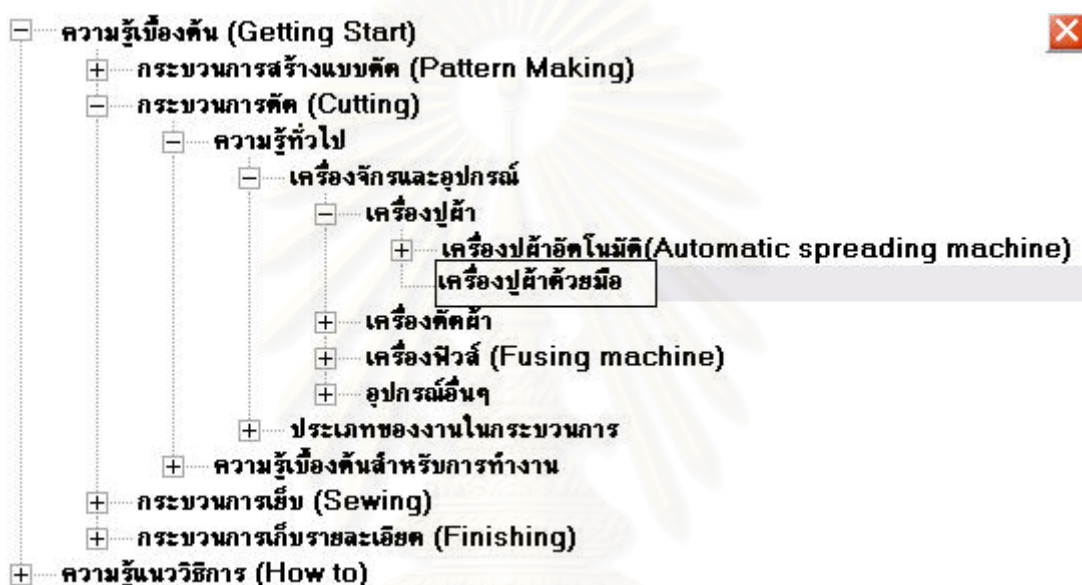 ความรู้เบื้องต้น (Getting Start)
กระบวนการสร้างแบบตัด (Pattern Making)
กระบวนการตัด (Cutting)
ความรู้ทั่วไป
เครื่องจักรและอุปกรณ์
เครื่องปูผ้า
เครื่องปูผ้าอัตโนมัติ(Automatic spreading machine)
เครื่องปูผ้าด้วยมือ
เครื่องตัดผ้า
เครื่องฟิวส์ (Fusing machine)
อุปกรณ์อื่นๆ
ประเภทของงานในกระบวนการ
ความรู้เบื้องต้นสำหรับการทำงาน
กระบวนการเย็บ (Sewing)
กระบวนการเก็บรายละเอียด (Finishing)
ความรู้แนววิธีการ (How to)